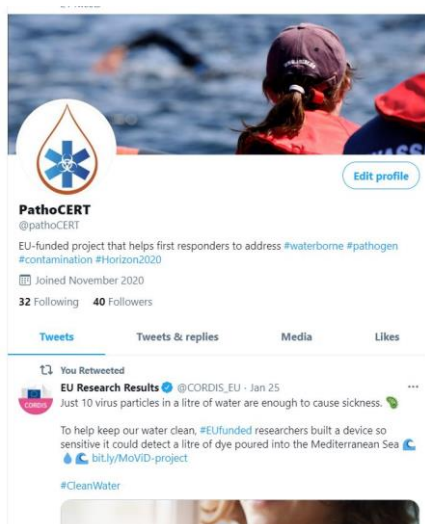 Edit profile
PathoCERT
@pathoCERT
EU-funded project that helps first responders to address #waterborne #pathogen
#contamination #Horizon2020
Joined November 2020
32 Following 40 Followers
Tweets Tweets & replies Media Likes
You Retweeted
EU Research Results @CORDIS_EU · Jan 25
CORDIS
Just 10 virus particles in a litre of water are enough to cause sickness.
To help keep our water clean, #EUfunded researchers built a device so
sensitive it could detect a litre of dye poured into the Mediterranean Sea
bit.ly/MoViD-project
#CleanWater